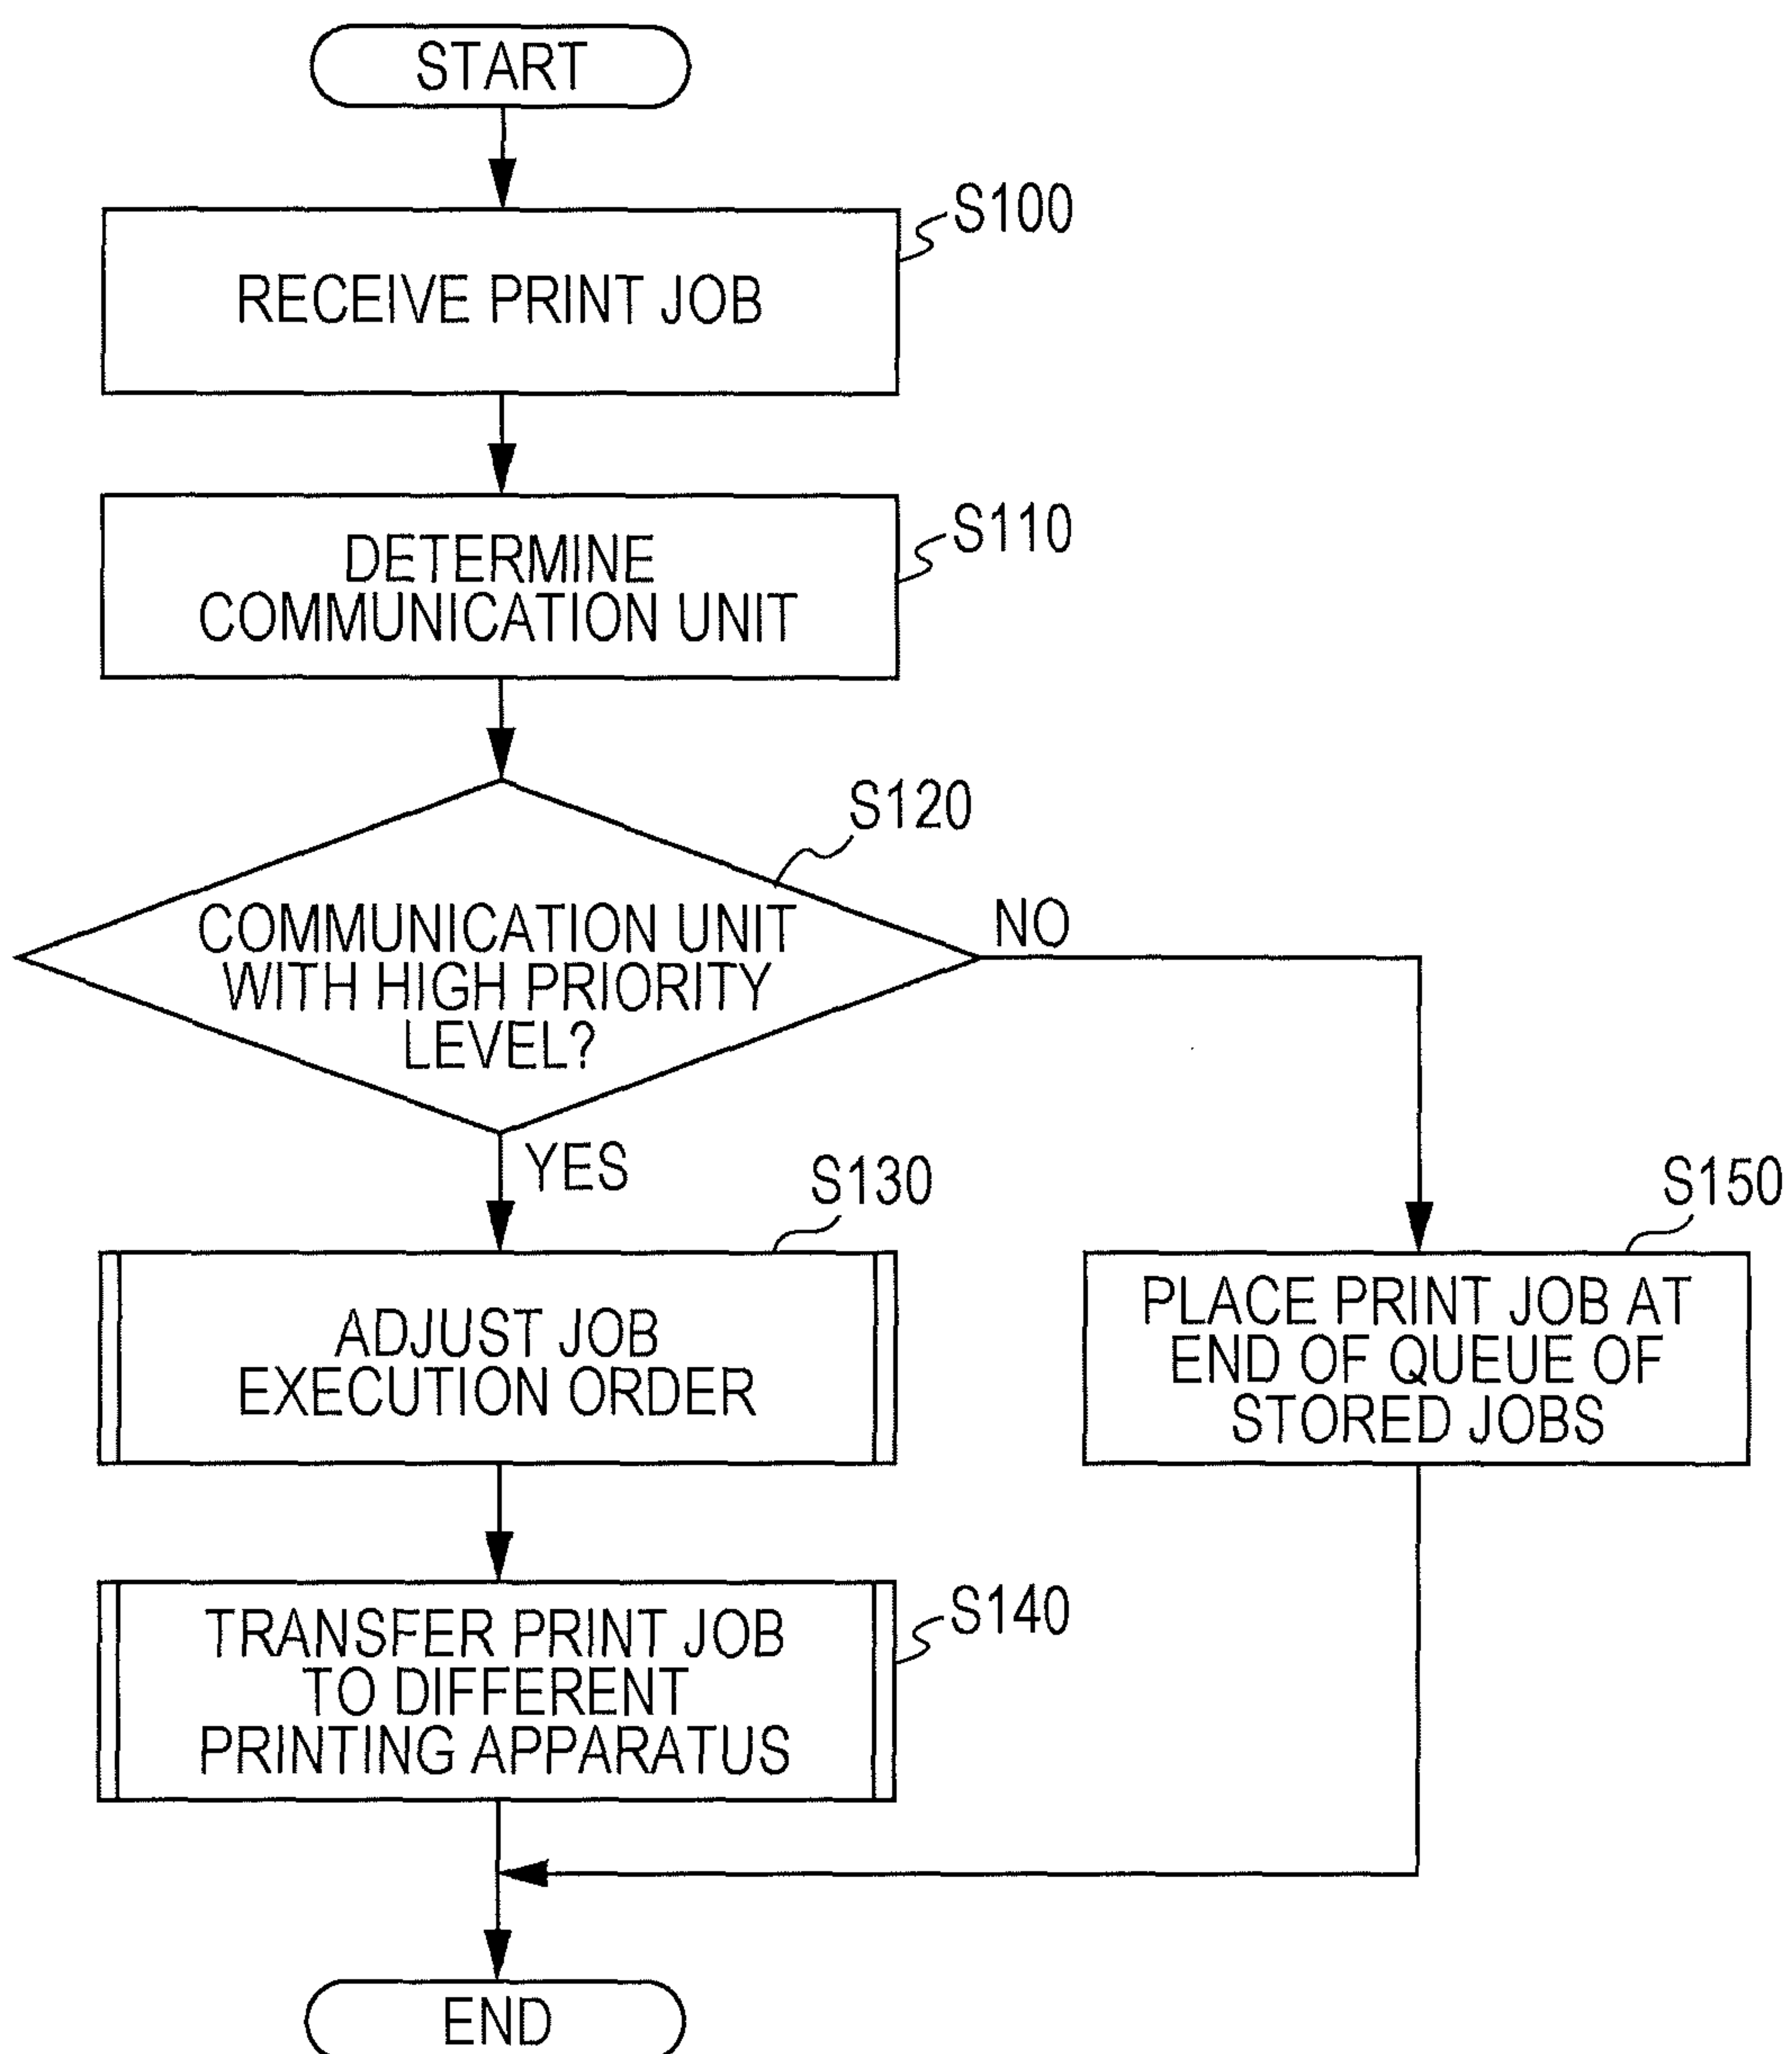 START
S100
RECEIVE PRINT JOB
S110
DETERMINE
COMMUNICATION UNIT
S120
COMMUNICATION UNIT
WITH HIGH PRIORITY
LEVEL?
NO
YES
S130
ADJUST JOB
EXECUTION ORDER
S150
PLACE PRINT JOB AT
END OF QUEUE OF
STORED JOBS
S140
TRANSFER PRINT JOB
TO DIFFERENT
PRINTING APPARATUS
END